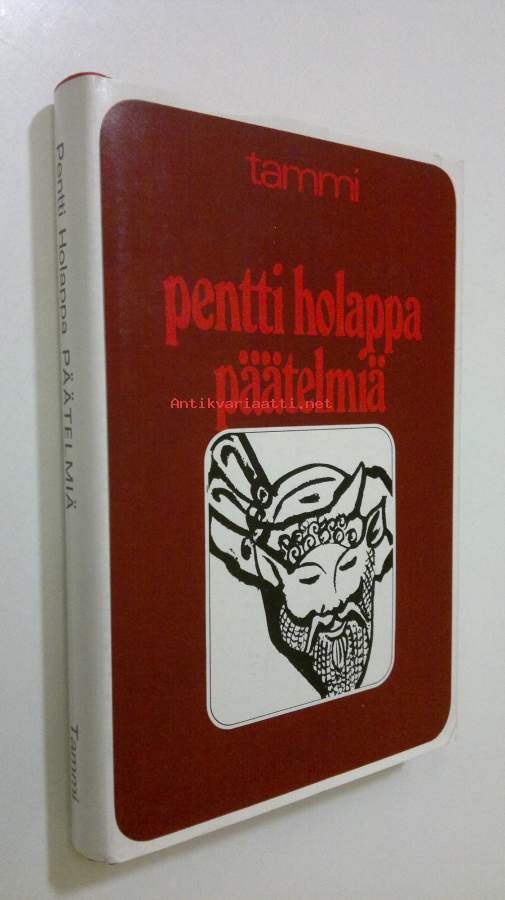 tammi
pentti holappa
päätelmiä
Antikvariaatti.net
Pentti Holappa PÄÄTELMIÄ
Tammi